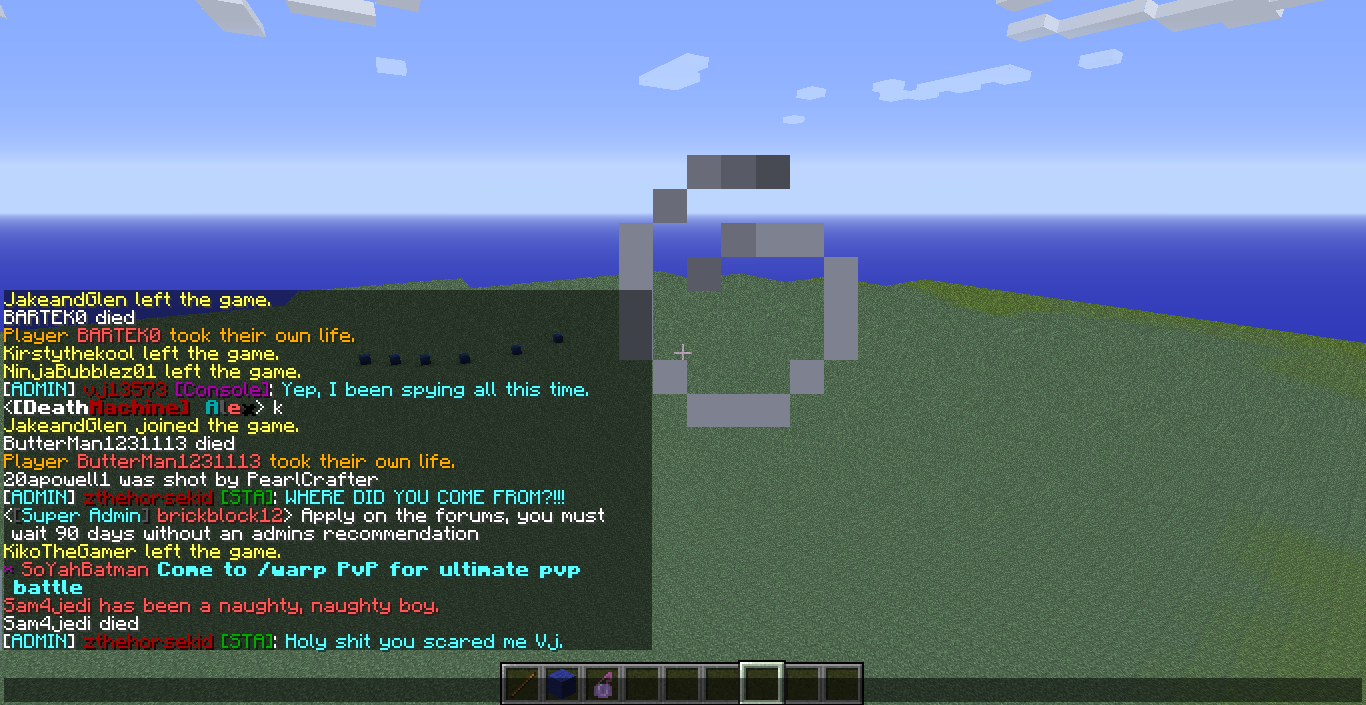 JakeandGlen left the game.
BARTEK0 died
Player BARTEK0 took their own life.
Kirstythekool left the game.
NinjaBubblez01 left the game.
[ADMIN] vj13573 [Console]: Yep, I been spying all this time.
<[DeathMachine] Alex> k
JakeandGlen joined the game.
ButterMan1231113 died
Player ButterMan1231113 took their own life.
20apowell1 was shot by PearlCrafter
[ADMIN] zthehorsekid [STA]: WHERE DID YOU COME FROM?!!!
<[Super Admin] brickblock12> Apply on the forums, you must
wait 90 days without an admins recommendation
KikoTheGamer left the game.
* SoYahBatman Come to /warp PvP for ultimate pvp
battle
Sam4jedi has been a naughty, naughty boy.
Sam4jedi died
[ADMIN] zthehorsekid [STA]: Holy shit you scared me Vj.